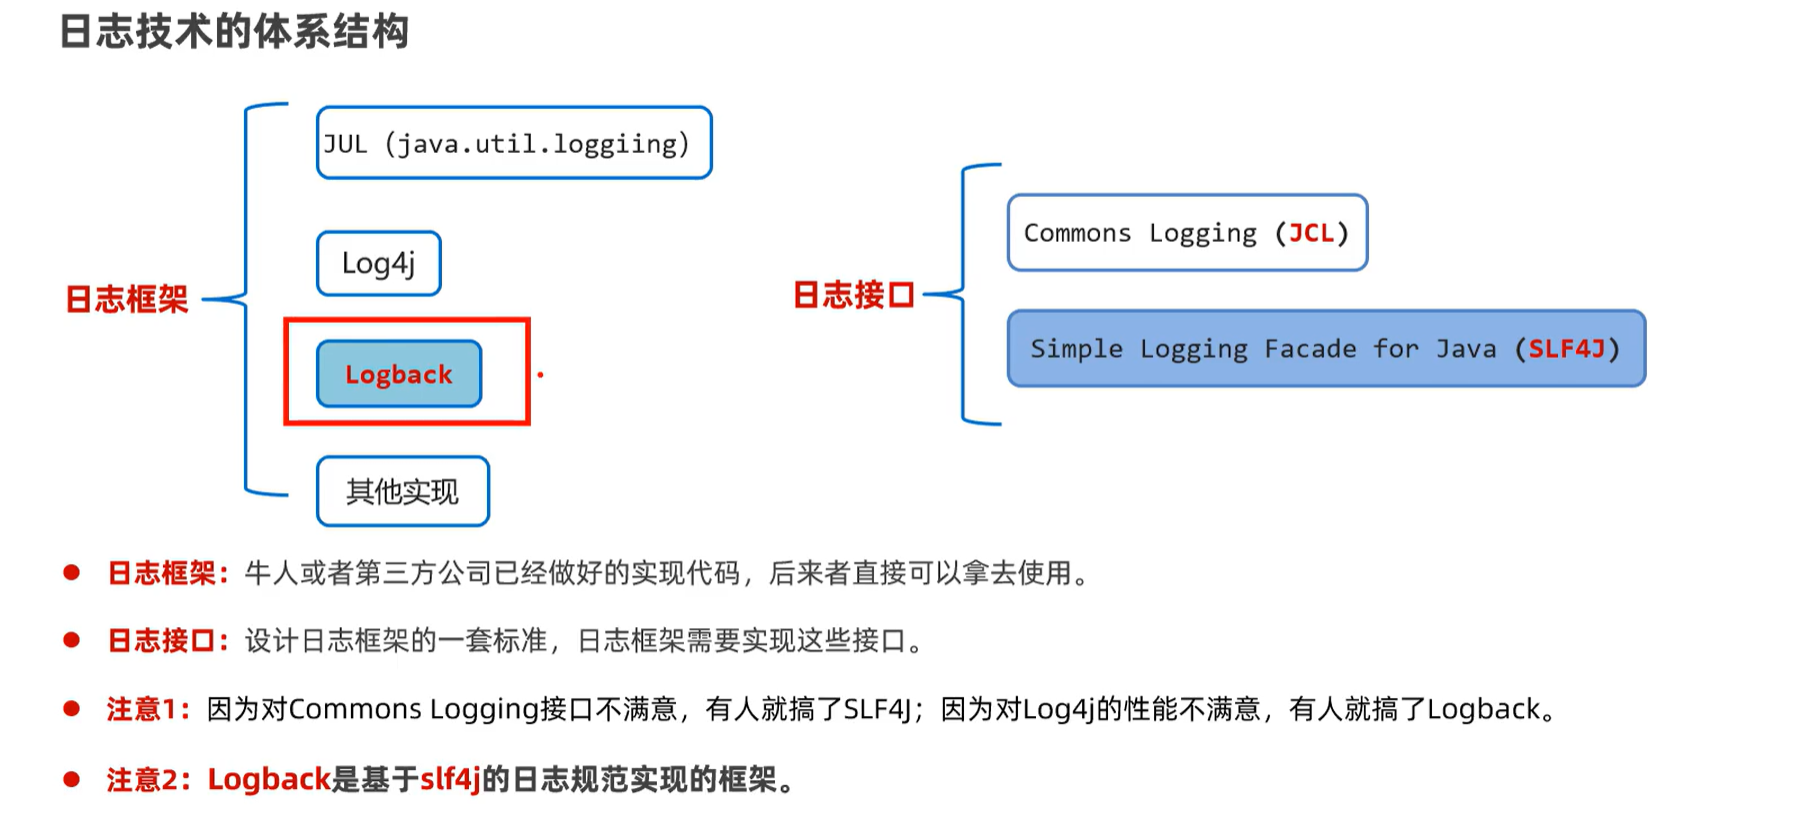 日志技术的体系结构
日志框架
JUL (java.util.loggiing)
Log4j
Logback
其他实现
日志接口
Commons Logging (JCL)
Simple Logging Facade for Java (SLF4J)
日志框架：牛人或者第三方公司已经做好的实现代码，后来者直接可以拿去使用。
日志接口：设计日志框架的一套标准，日志框架需要实现这些接口。
注意1：因为对Commons Logging接口不满意，有人就搞了SLF4J；因为对Log4j的性能不满意，有人就搞了Logback。
注意2：Logback是基于slf4j的日志规范实现的框架。